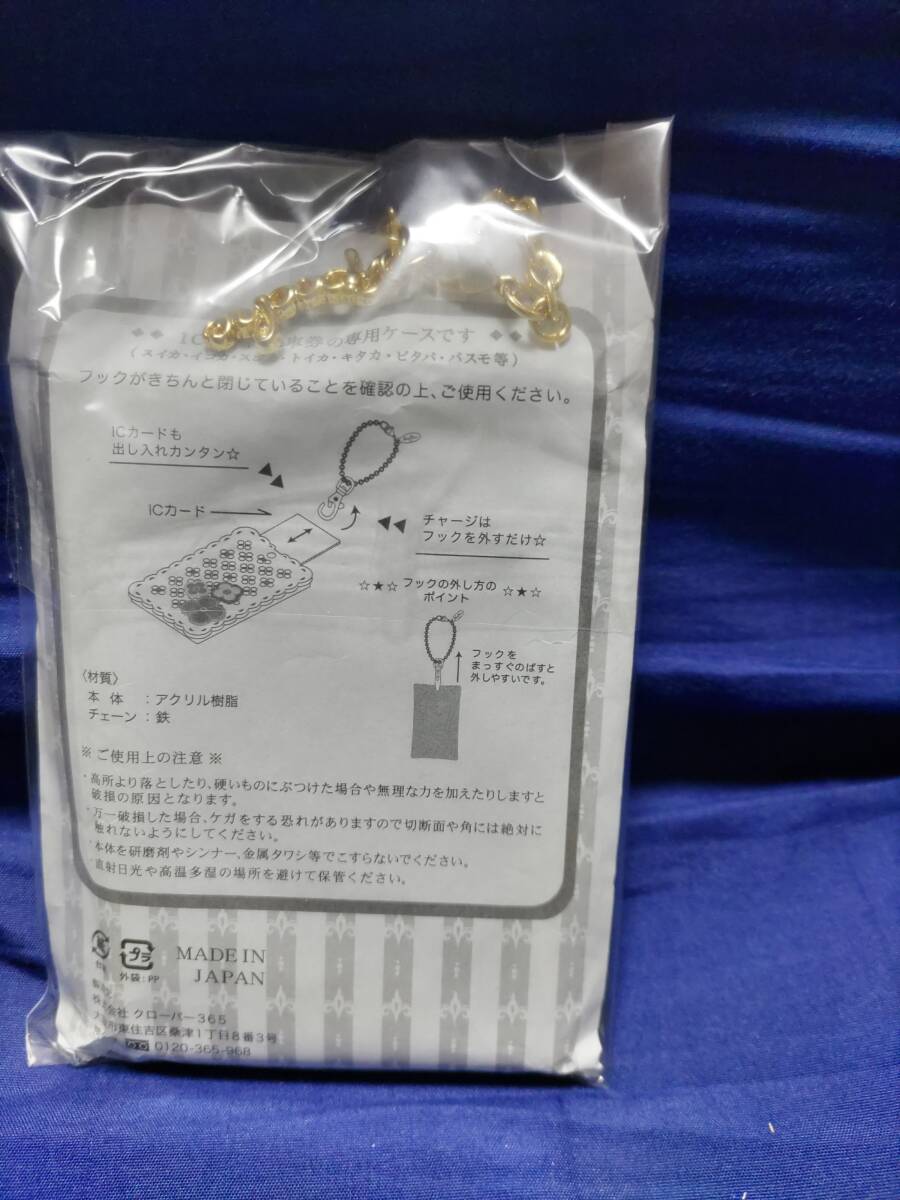 IC 車券の専用ケースです
(スイカ・イコカ・スゴカ・トイカ・キタカ・ピタパ・パスモ等)
フックがきちんと閉じていることを確認の上、ご使用ください。
ICカードも
出し入れカンタン☆
ICカード
チャージは
フックを外すだけ☆
☆★☆ フックの外し方の ☆★☆
ポイント
フックを
まっすぐのばすと
外しやすいです。
〈材質〉
本 体 : アクリル樹脂
チェーン : 鉄
※ ご使用上の注意 ※
・高所より落としたり、硬いものにぶつけた場合や無理な力を加えたりしますと
破損の原因となります。
・万一破損した場合、ケガをする恐れがありますので切断面や角には絶対に
触れないようにしてください。
・本体を研磨剤やシンナー、金属タワシ等でこすらないでください。
・直射日光や高温多湿の場所を避けて保管ください。
プラ
外袋:PP
MADE IN
JAPAN
クローバー365
市東住吉区桑津1丁目8番3号
0120-365-968